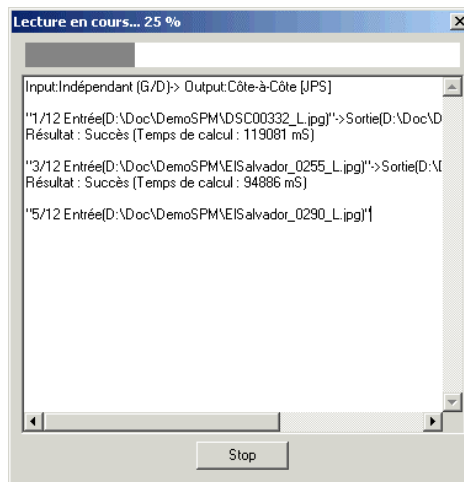 Lecture en cours... 25 %
Input:Indépendant (G/D)-> Output:Côte-à-Côte [JPS]
"1/12 Entrée(D:\Doc\DemoSPM\DSC00332_L.jpg)"->Sortie(D:\Doc\D
Résultat : Succès (Temps de calcul : 119081 mS)
"3/12 Entrée(D:\Doc\DemoSPM\ElSalvador_0255_L.jpg)"->Sortie(D:\
Résultat : Succès (Temps de calcul : 94886 mS)
"5/12 Entrée(D:\Doc\DemoSPM\ElSalvador_0290_L.jpg)"
Stop